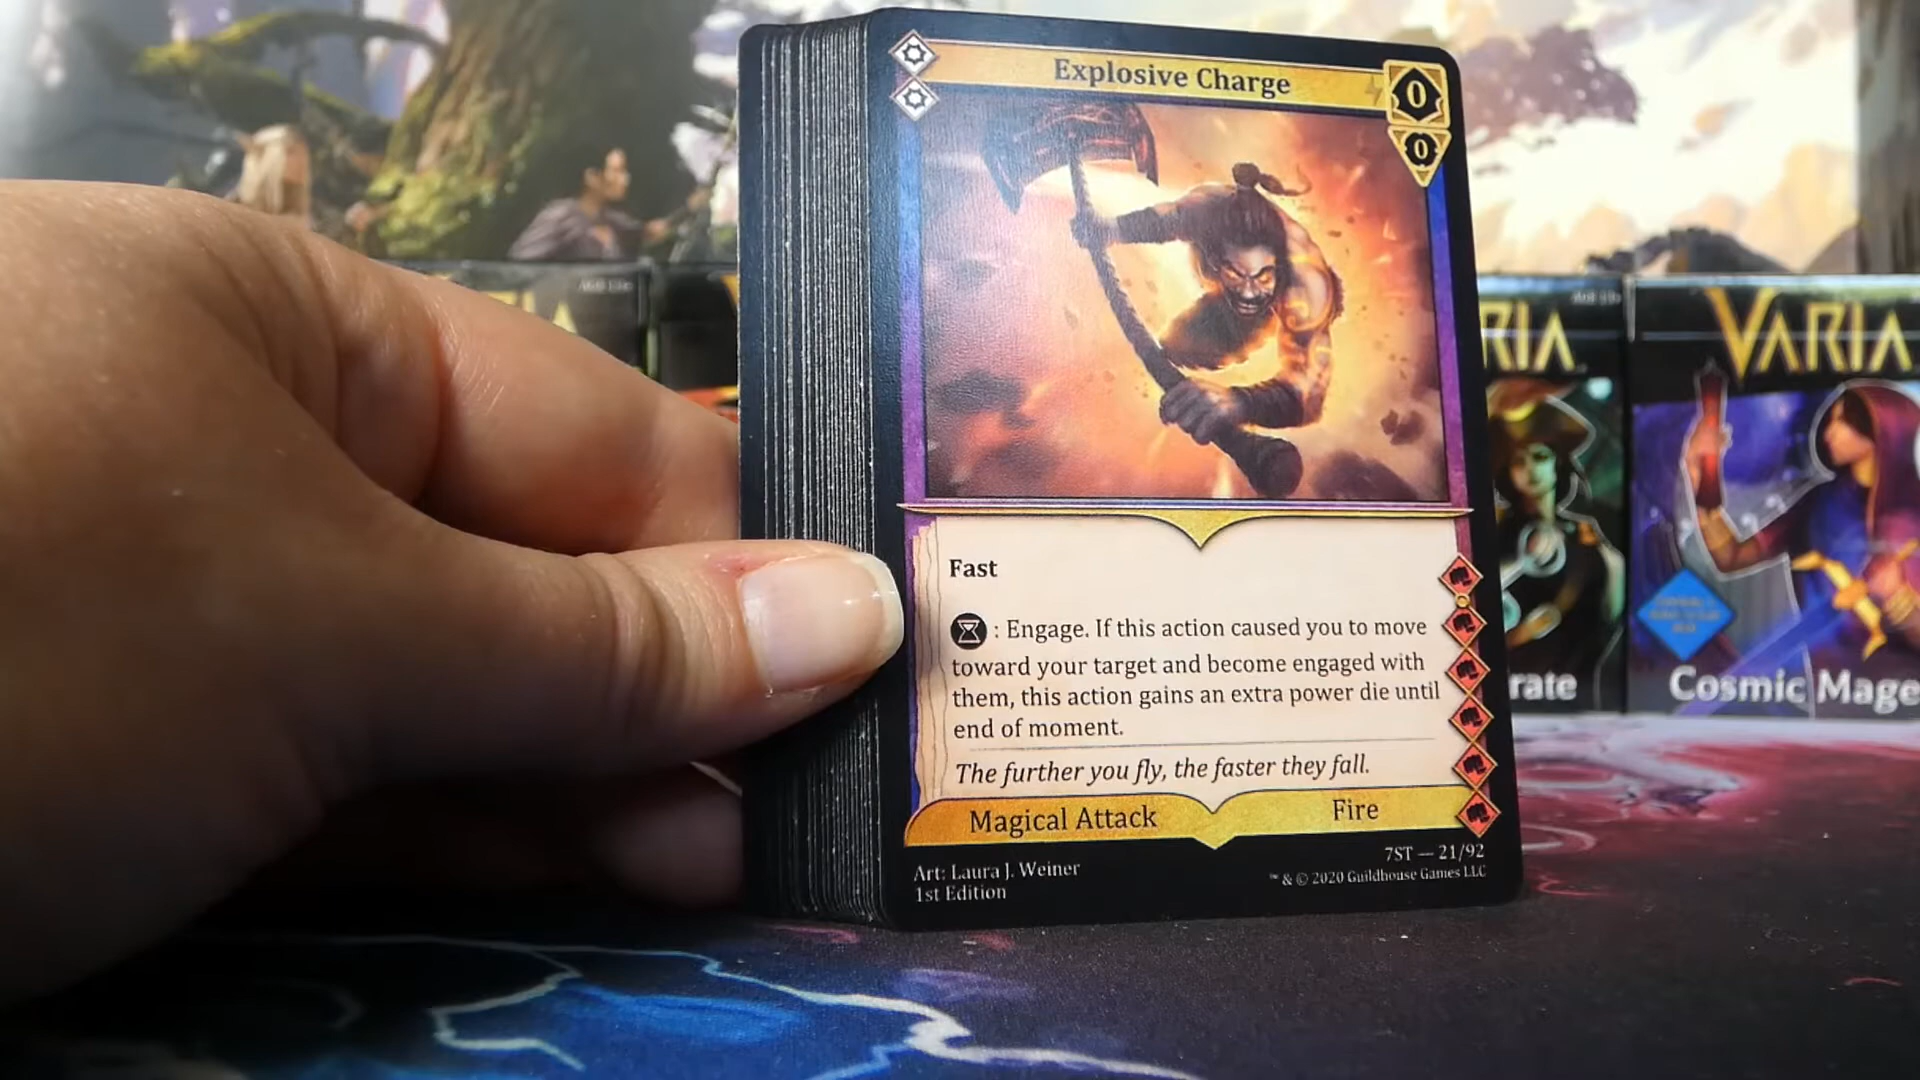 Explosive Charge
0
0
Fast
: Engage. If this action caused you to move
toward your target and become engaged with
them, this action gains an extra power die until
end of moment.
The further you fly, the faster they fall.
Magical Attack
Fire
Art: Laura J. Weiner
1st Edition
7ST — 21/92
™ & © 2020 Guildhouse Games LLC
RIA
rate
VARIA
Cosmic Mage